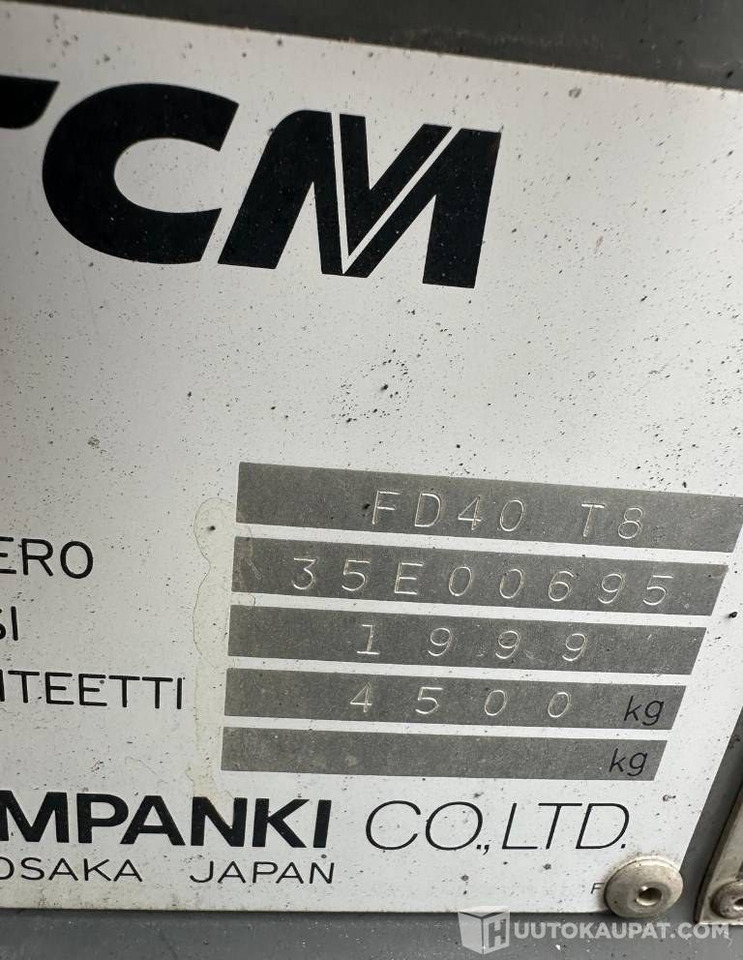 TCM
FD40 T8
ERO 35E00695
SI 1999
ITEETTI 4500 kg
kg
MPANKI CO.,LTD.
OSAKA JAPAN
F
HUUTOKAUPAT.COM